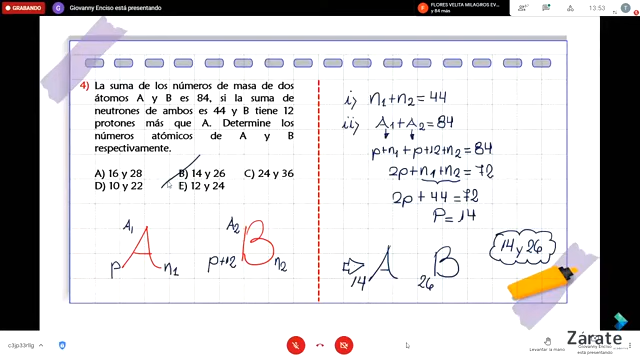 GRABANDO
G
Giovanny Enciso está presentando
F
FLORES VELITA MILAGROS EV...
y 84 más
T
13:53
4) La suma de los números de masa de dos
átomos A y B es 84, si la suma de
neutrones de ambos es 44 y B tiene 12
protones más que A. Determine los
números atómicos de A y B
respectivamente.
A) 16 y 28 B) 14 y 26 C) 24 y 36
D) 10 y 22 E) 12 y 24
A₁ A A₂ B
p n₁ p+12 n₂
i) n₁+n₂ = 44
ii) A₁+A₂ = 84
p+n₁ + p+12+n₂ = 84
2p+n₁+n₂ = 72
2p + 44 = 72
P = 14
14 A 26 B
14 y 26
c3jp33rllg
Levantar la mano
Zárate
Giovanny Enciso
está presentando